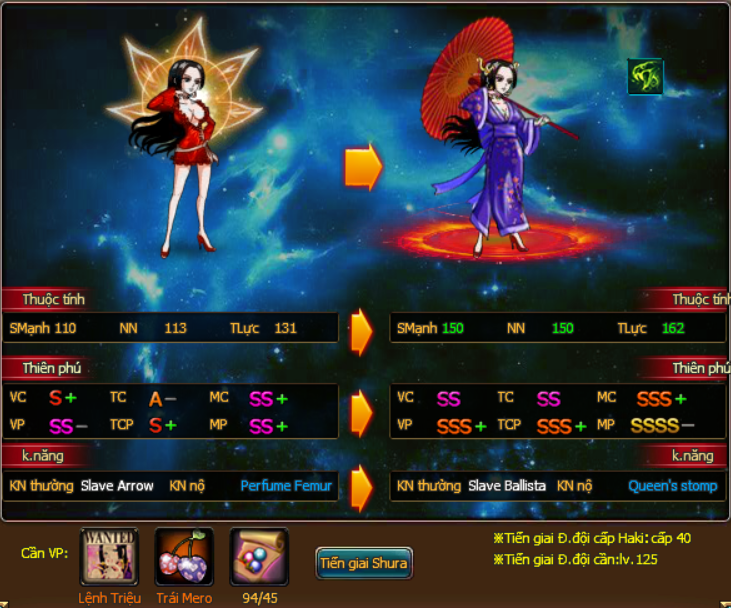 Thuộc tính Thuộc tính
SMạnh 110 NN 113 TLực 131 SMạnh 150 NN 150 TLực 162
Thiên phú Thiên phú
VC S+ TC A- MC SS+ VC SS TC SS MC SSS+
VP SS- TCP S+ MP SS+ VP SSS+ TCP SSS+ MP SSSS-
k.năng k.năng
KN thường Slave Arrow KN nộ Perfume Femur KN thường Slave Ballista KN nộ Queen's stomp
WANTED
※Tiến giai Đ.đội cấp Haki: cấp 40
Cần VP: Tiến giai Shura ※Tiến giai Đ.đội cần:lv.125
Lệnh Triệu Trái Mero 94/45